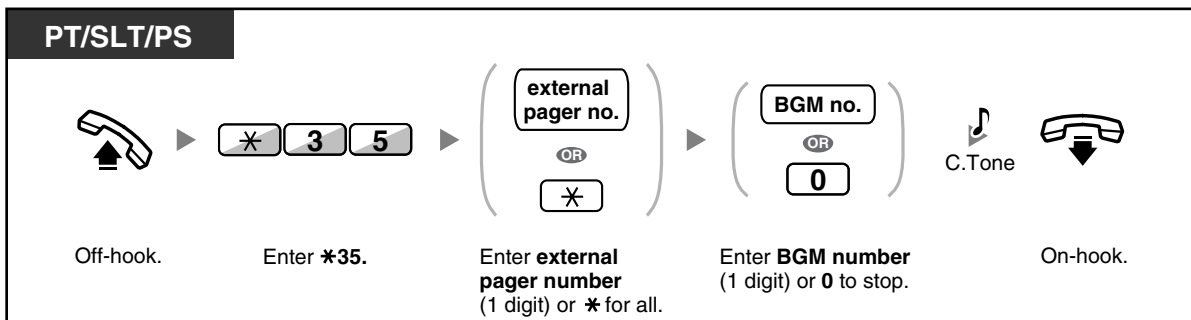 PT/SLT/PS
✳ 3 5
external
pager no.
OR
✳
BGM no.
OR
0
C.Tone
Off-hook.
Enter ✳35.
Enter external
pager number
(1 digit) or ✳ for all.
Enter BGM number
(1 digit) or 0 to stop.
On-hook.